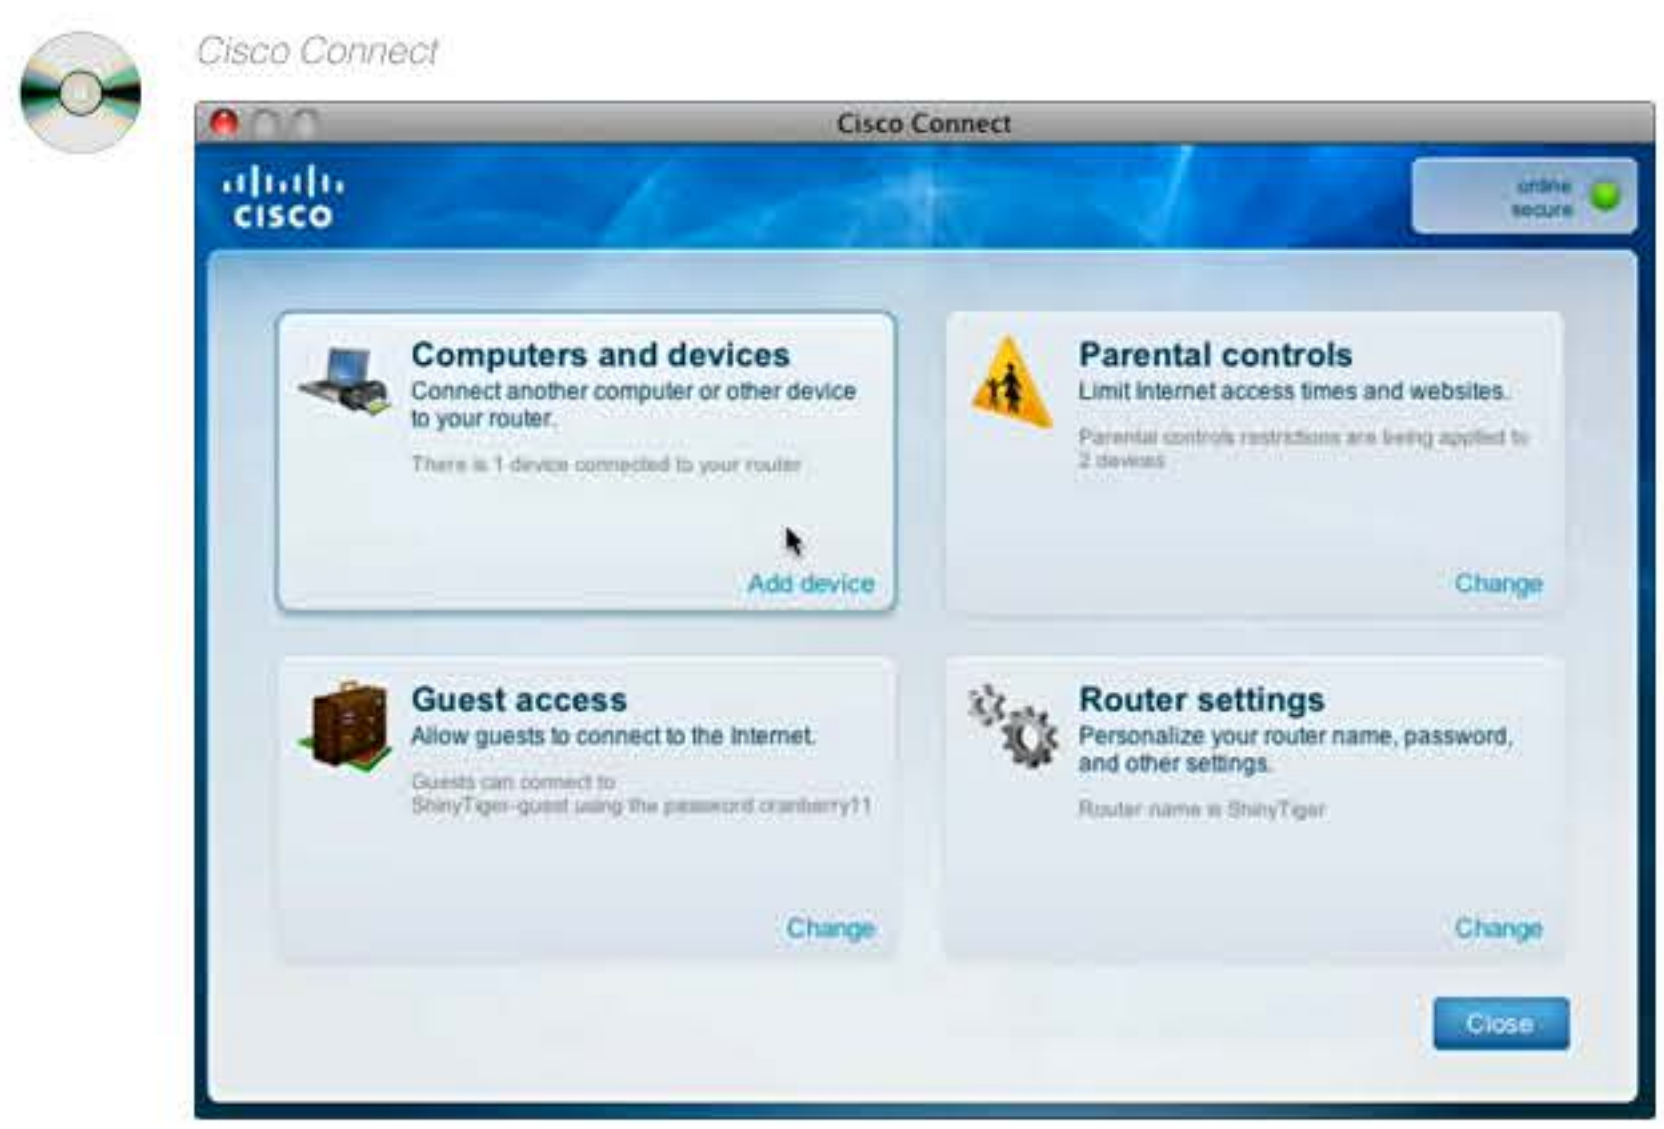 Cisco Connect
Cisco Connect
CISCO
online
secure
Computers and devices
Connect another computer or other device
to your router.
There is 1 device connected to your router
Add device
Parental controls
Limit Internet access times and websites.
Parental controls restrictions are being applied to
2 devices
Change
Guest access
Allow guests to connect to the Internet.
Guests can connect to
ShinyTiger-guest using the password cranberry11
Change
Router settings
Personalize your router name, password,
and other settings.
Router name is ShinyTiger
Change
Close